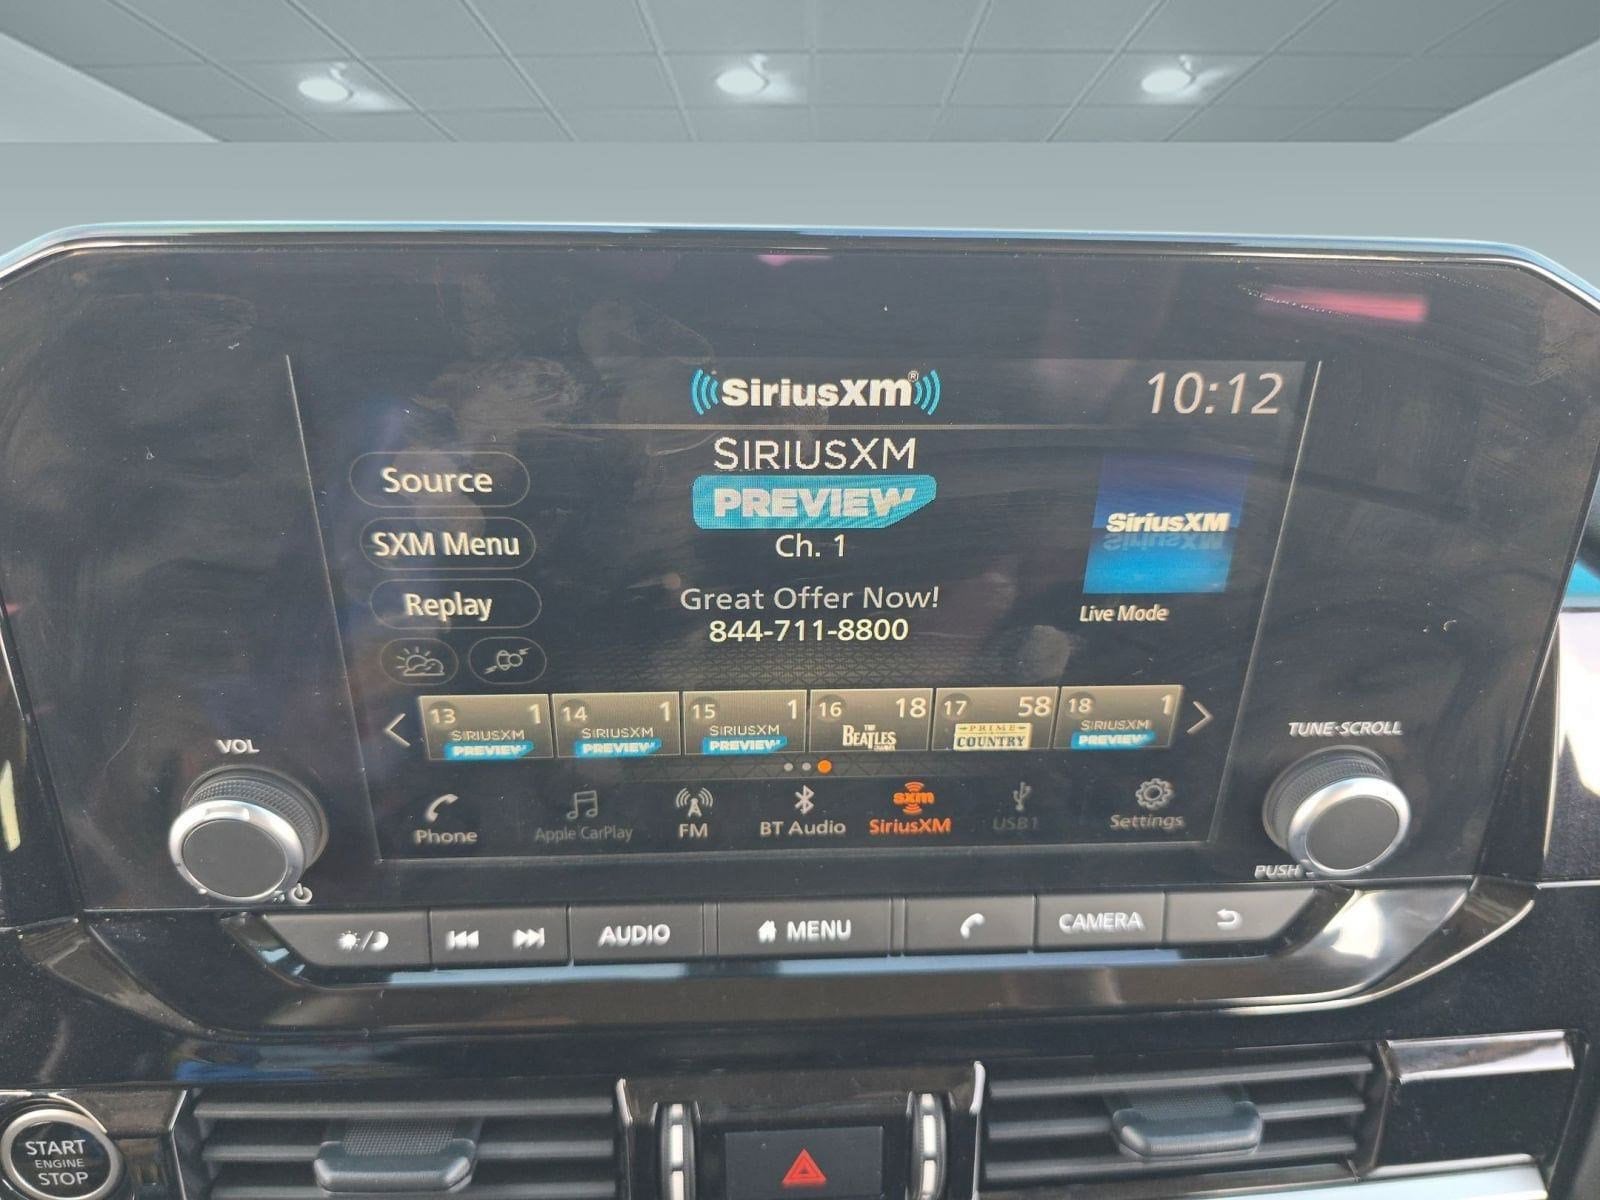 SiriusXM®
10:12
SIRIUSXM
PREVIEW
Ch. 1
Great Offer Now!
844-711-8800
Source
SXM Menu
Replay
SiriusXM
Live Mode
13 1
SIRIUSXM
PREVIEW
14 1
SIRIUSXM
PREVIEW
15 1
SIRIUSXM
PREVIEW
16 18
THE
BEATLES
CHANNEL
17 58
PRIME
COUNTRY
18 1
SIRIUSXM
PREVIEW
Phone
Apple CarPlay
FM
BT Audio
sxm
SiriusXM
USB1
Settings
VOL
TUNE·SCROLL
PUSH
AUDIO
MENU
CAMERA
START
ENGINE
STOP